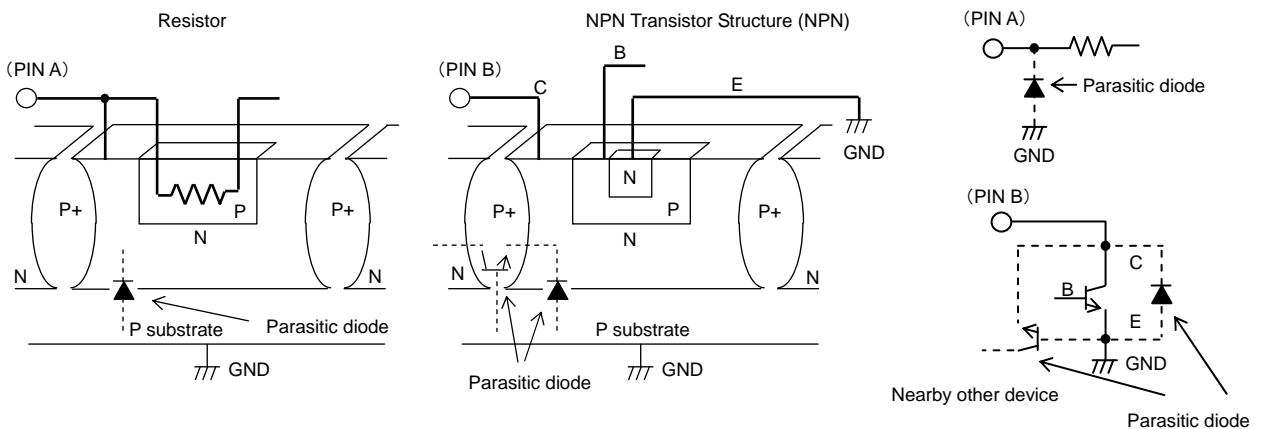 Resistor
(PIN A)
P+
P
P+
N
N
N
P substrate
Parasitic diode
GND
NPN Transistor Structure (NPN)
(PIN B)
C
B
E
GND
N
P+
P
P+
N
N
N
P substrate
GND
Parasitic diode
(PIN A)
Parasitic diode
GND
(PIN B)
C
B
E
GND
Nearby other device
Parasitic diode